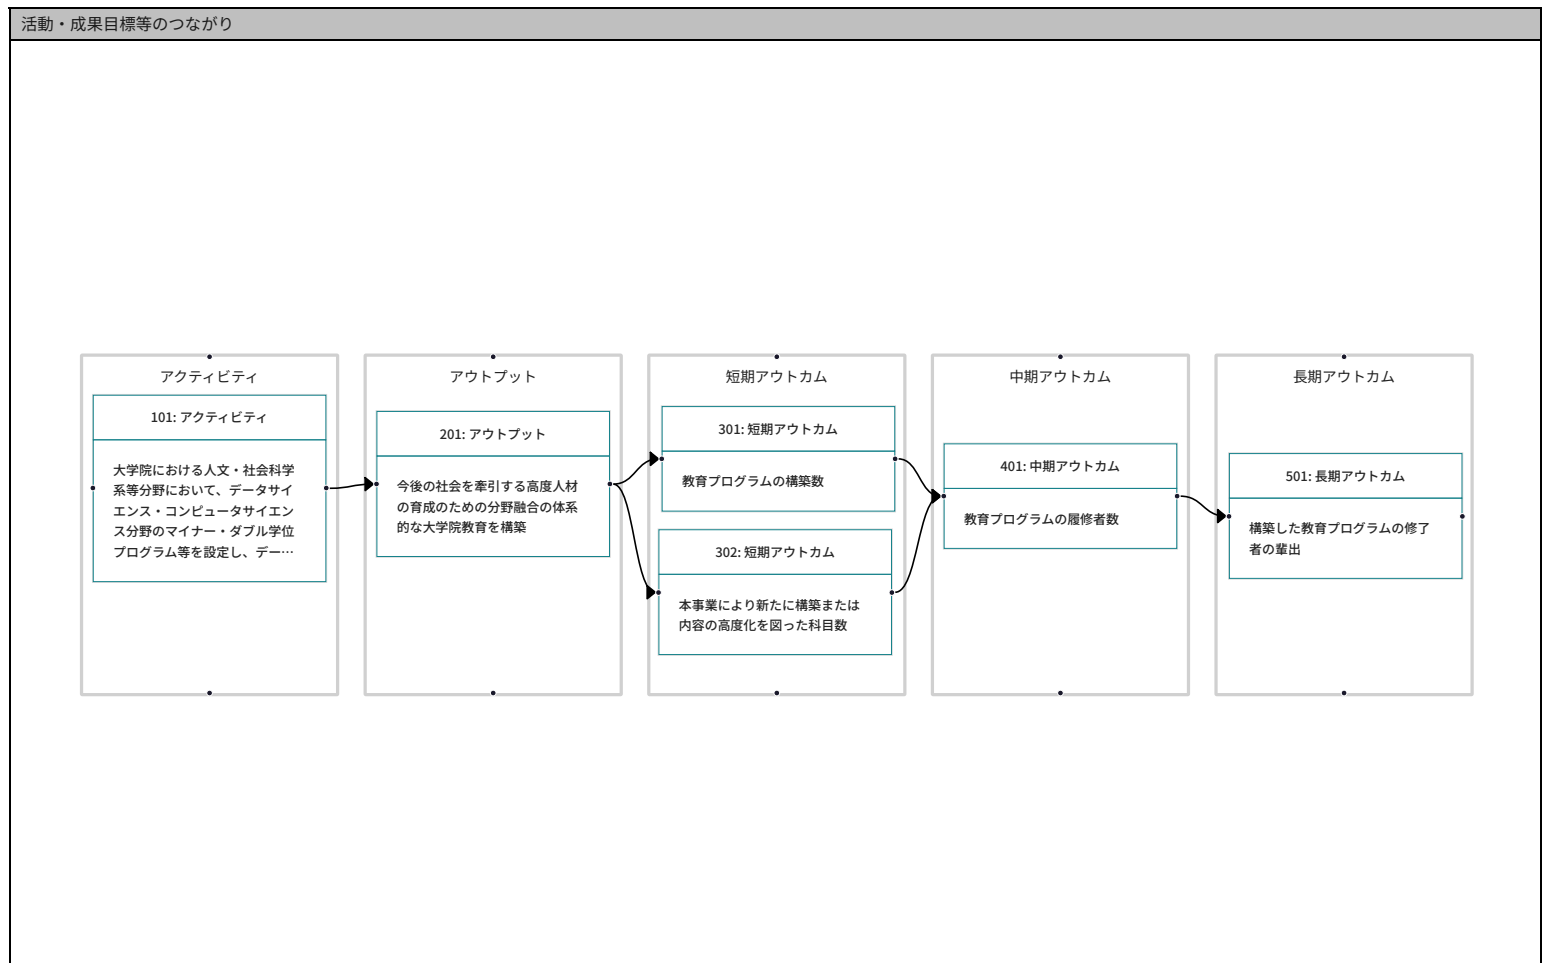 活動・成果目標等のつながり
アクティビティ
101: アクティビティ
大学院における人文・社会科学
系等分野において、データサイ
エンス・コンピュータサイエン
ス分野のマイナー・ダブル学位
プログラム等を設定し、デー…
アウトプット
201: アウトプット
今後の社会を牽引する高度人材
の育成のための分野融合の体系
的な大学院教育を構築
短期アウトカム
301: 短期アウトカム
教育プログラムの構築数
302: 短期アウトカム
本事業により新たに構築または
内容の高度化を図った科目数
中期アウトカム
401: 中期アウトカム
教育プログラムの履修者数
長期アウトカム
501: 長期アウトカム
構築した教育プログラムの修了
者の輩出